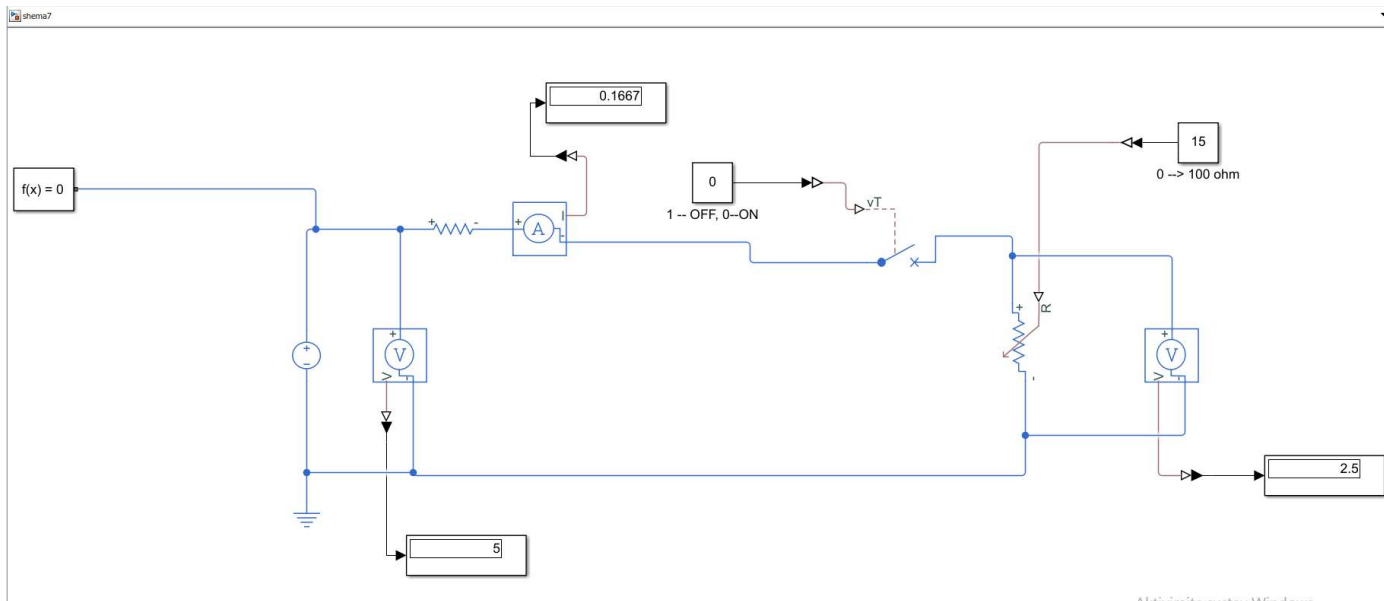 shema7
0.1667
15
0 --> 100 ohm
f(x) = 0
0
1 -- OFF, 0--ON
vT
+
-
+
I
A
-
+
R
+
-
+
V
V
-
+
V
V
-
-
2.5
5